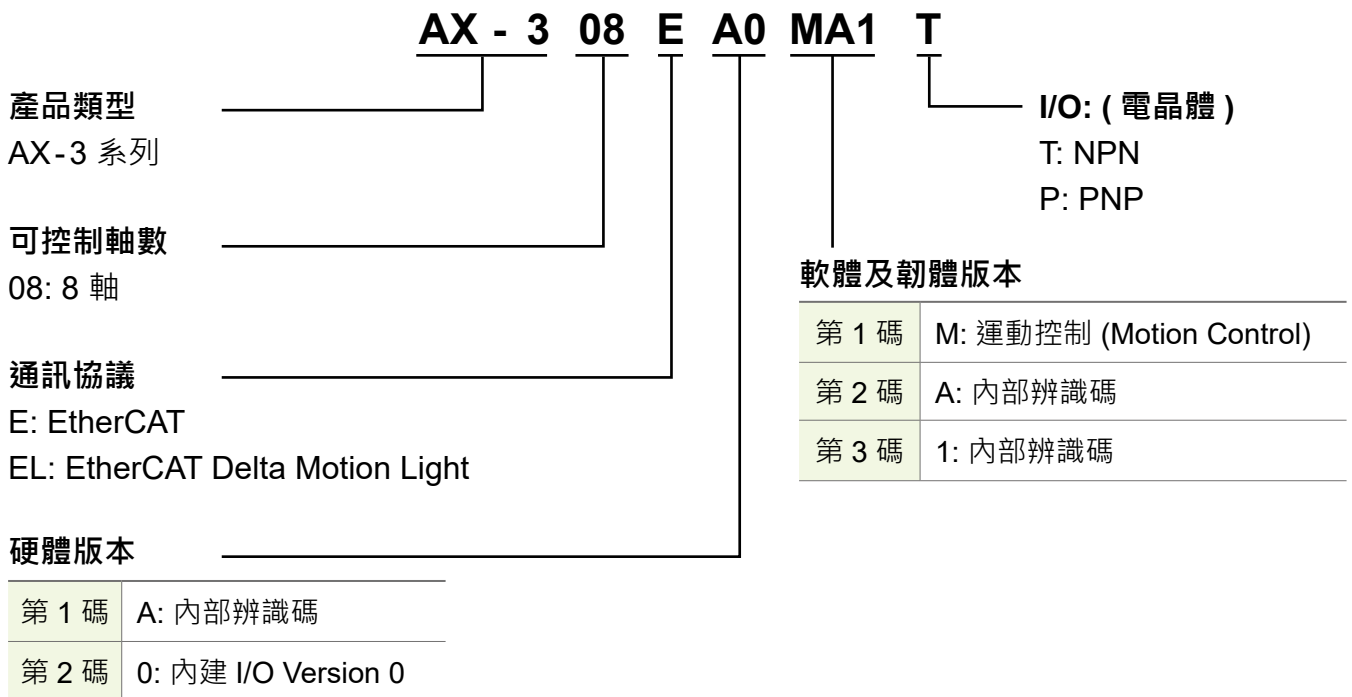 AX - 3 08 E A0 MA1 T
產品類型
AX-3 系列
可控制軸數
08: 8 軸
通訊協議
E: EtherCAT
EL: EtherCAT Delta Motion Light
硬體版本
第 1 碼 A: 內部辨識碼
第 2 碼 0: 內建 I/O Version 0
I/O: ( 電晶體 )
T: NPN
P: PNP
軟體及韌體版本
第 1 碼 M: 運動控制 (Motion Control)
第 2 碼 A: 內部辨識碼
第 3 碼 1: 內部辨識碼